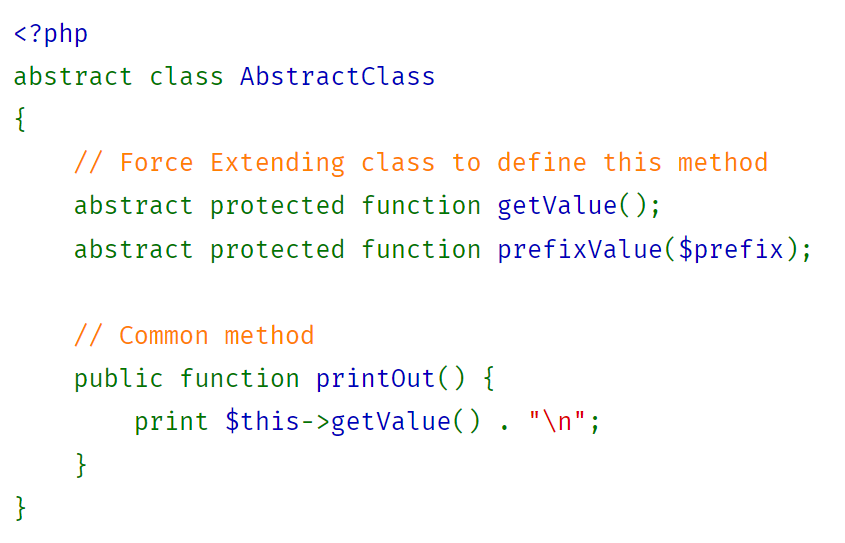 <?php
abstract class AbstractClass
{
    // Force Extending class to define this method
    abstract protected function getValue();
    abstract protected function prefixValue($prefix);

    // Common method
    public function printOut() {
        print $this->getValue() . "\n";
    }
}